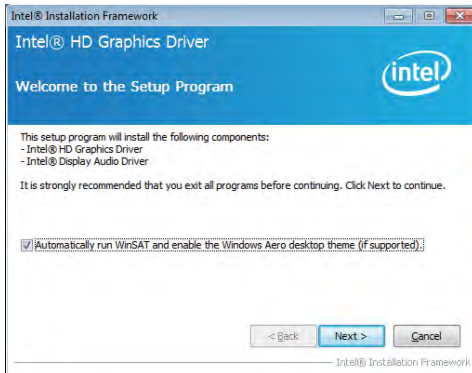 Intel® Installation Framework
Intel® HD Graphics Driver
intel
Welcome to the Setup Program
This setup program will install the following components:
- Intel® HD Graphics Driver
- Intel® Display Audio Driver
It is strongly recommended that you exit all programs before continuing. Click Next to continue.
Automatically run WinSAT and enable the Windows Aero desktop theme (if supported).
< Back Next > Cancel
Intel® Installation Framework